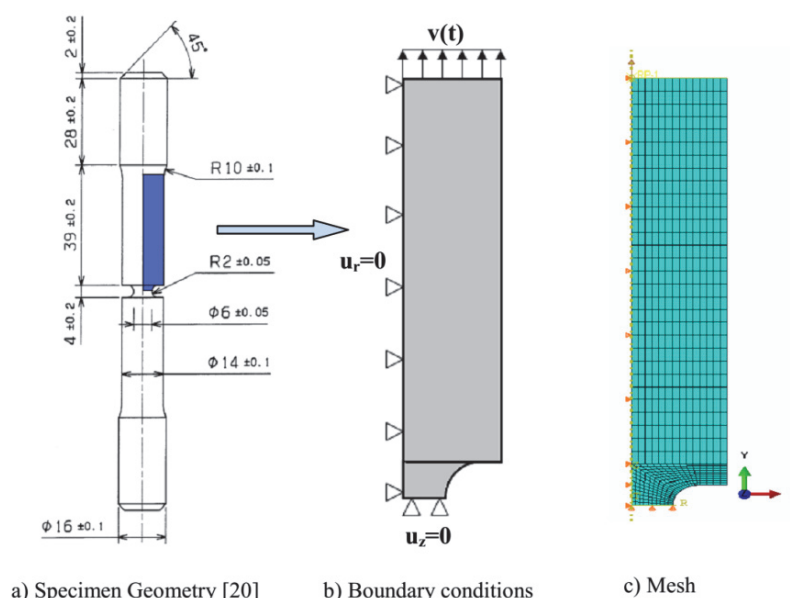 2 ±0.2
45°
28 ±0.2
R10 ±0.1
39 ±0.2
R2 ±0.05
4 ±0.2
Φ6 ±0.05
Φ14 ±0.1
Φ16 ±0.1
v(t)
uᵣ=0
u_z=0
Y
R
a) Specimen Geometry [20]
b) Boundary conditions
c) Mesh